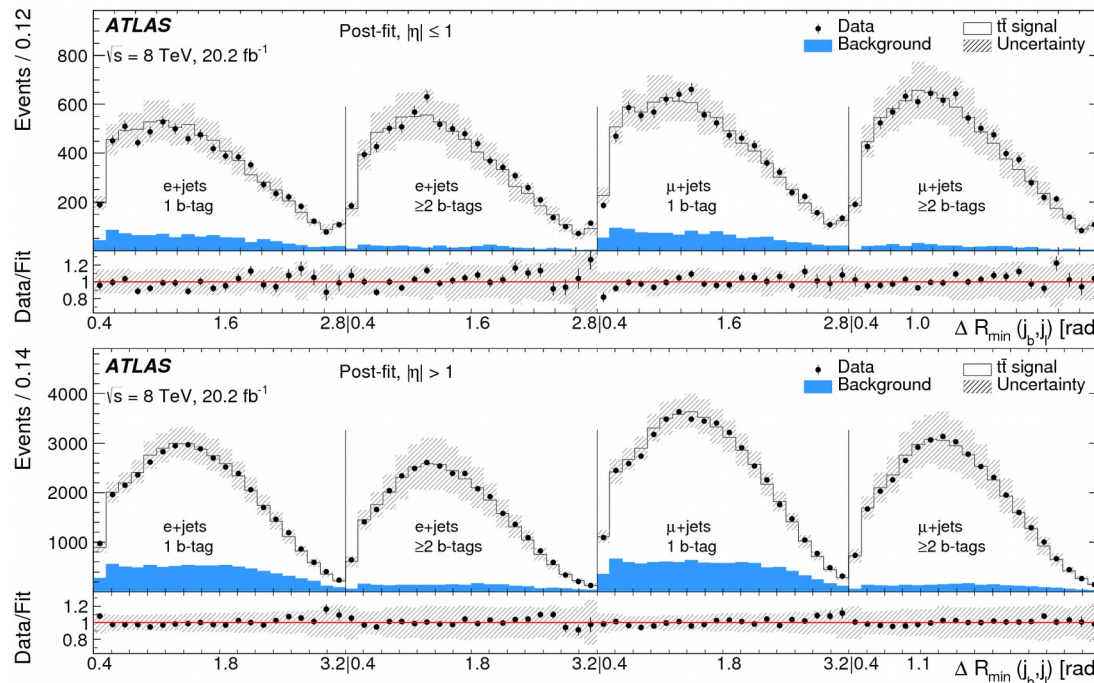 ATLAS
√s = 8 TeV, 20.2 fb⁻¹
Post-fit, |η| ≤ 1
Data
tt̄ signal
Background
Uncertainty
Events / 0.12
800
600
400
200
e+jets
1 b-tag
e+jets
≥2 b-tags
μ+jets
1 b-tag
μ+jets
≥2 b-tags
Data/Fit
1.2
1
0.8
0.4 1.6 2.8|0.4 1.6 2.8|0.4 1.6 2.8|0.4 1.0 Δ R_min (j_b,j_l) [rad
ATLAS
√s = 8 TeV, 20.2 fb⁻¹
Post-fit, |η| > 1
Data
tt̄ signal
Background
Uncertainty
Events / 0.14
4000
3000
2000
1000
e+jets
1 b-tag
e+jets
≥2 b-tags
μ+jets
1 b-tag
μ+jets
≥2 b-tags
Data/Fit
1.2
1
0.8
0.4 1.8 3.2|0.4 1.8 3.2|0.4 1.8 3.2|0.4 1.1 Δ R_min (j_b,j_l) [rad